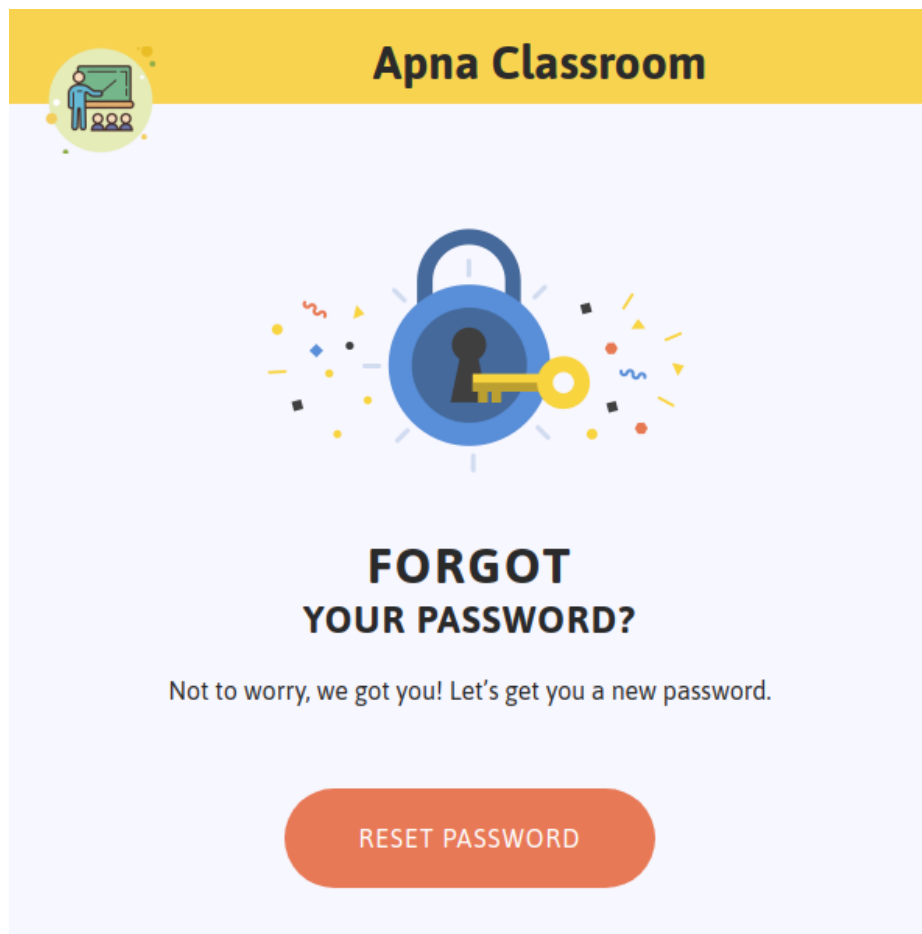 Apna Classroom
FORGOT
YOUR PASSWORD?
Not to worry, we got you! Let’s get you a new password.
RESET PASSWORD